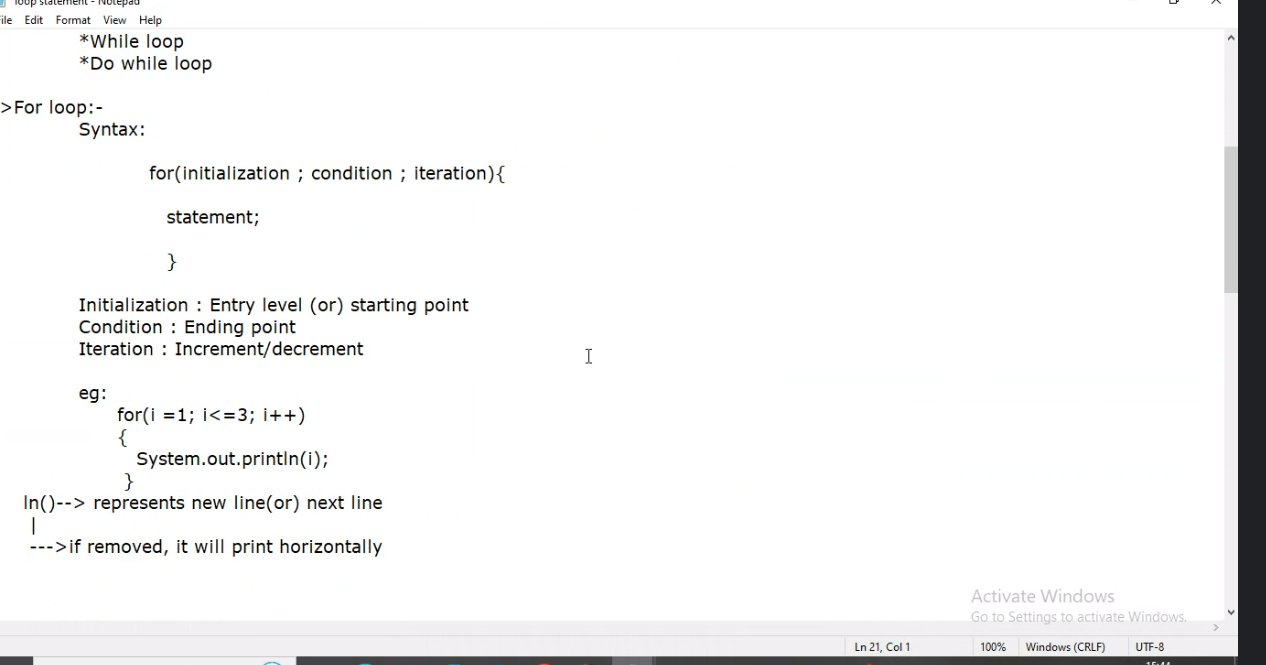 loop statement - Notepad
File Edit Format View Help
*While loop
*Do while loop
>For loop:-
Syntax:
for(initialization ; condition ; iteration){
statement;
}
Initialization : Entry level (or) starting point
Condition : Ending point
Iteration : Increment/decrement
eg:
for(i =1; i<=3; i++)
{
System.out.println(i);
}
ln()--> represents new line(or) next line
|
--->if removed, it will print horizontally
Activate Windows
Go to Settings to activate Windows.
Ln 21, Col 1 100% Windows (CRLF) UTF-8